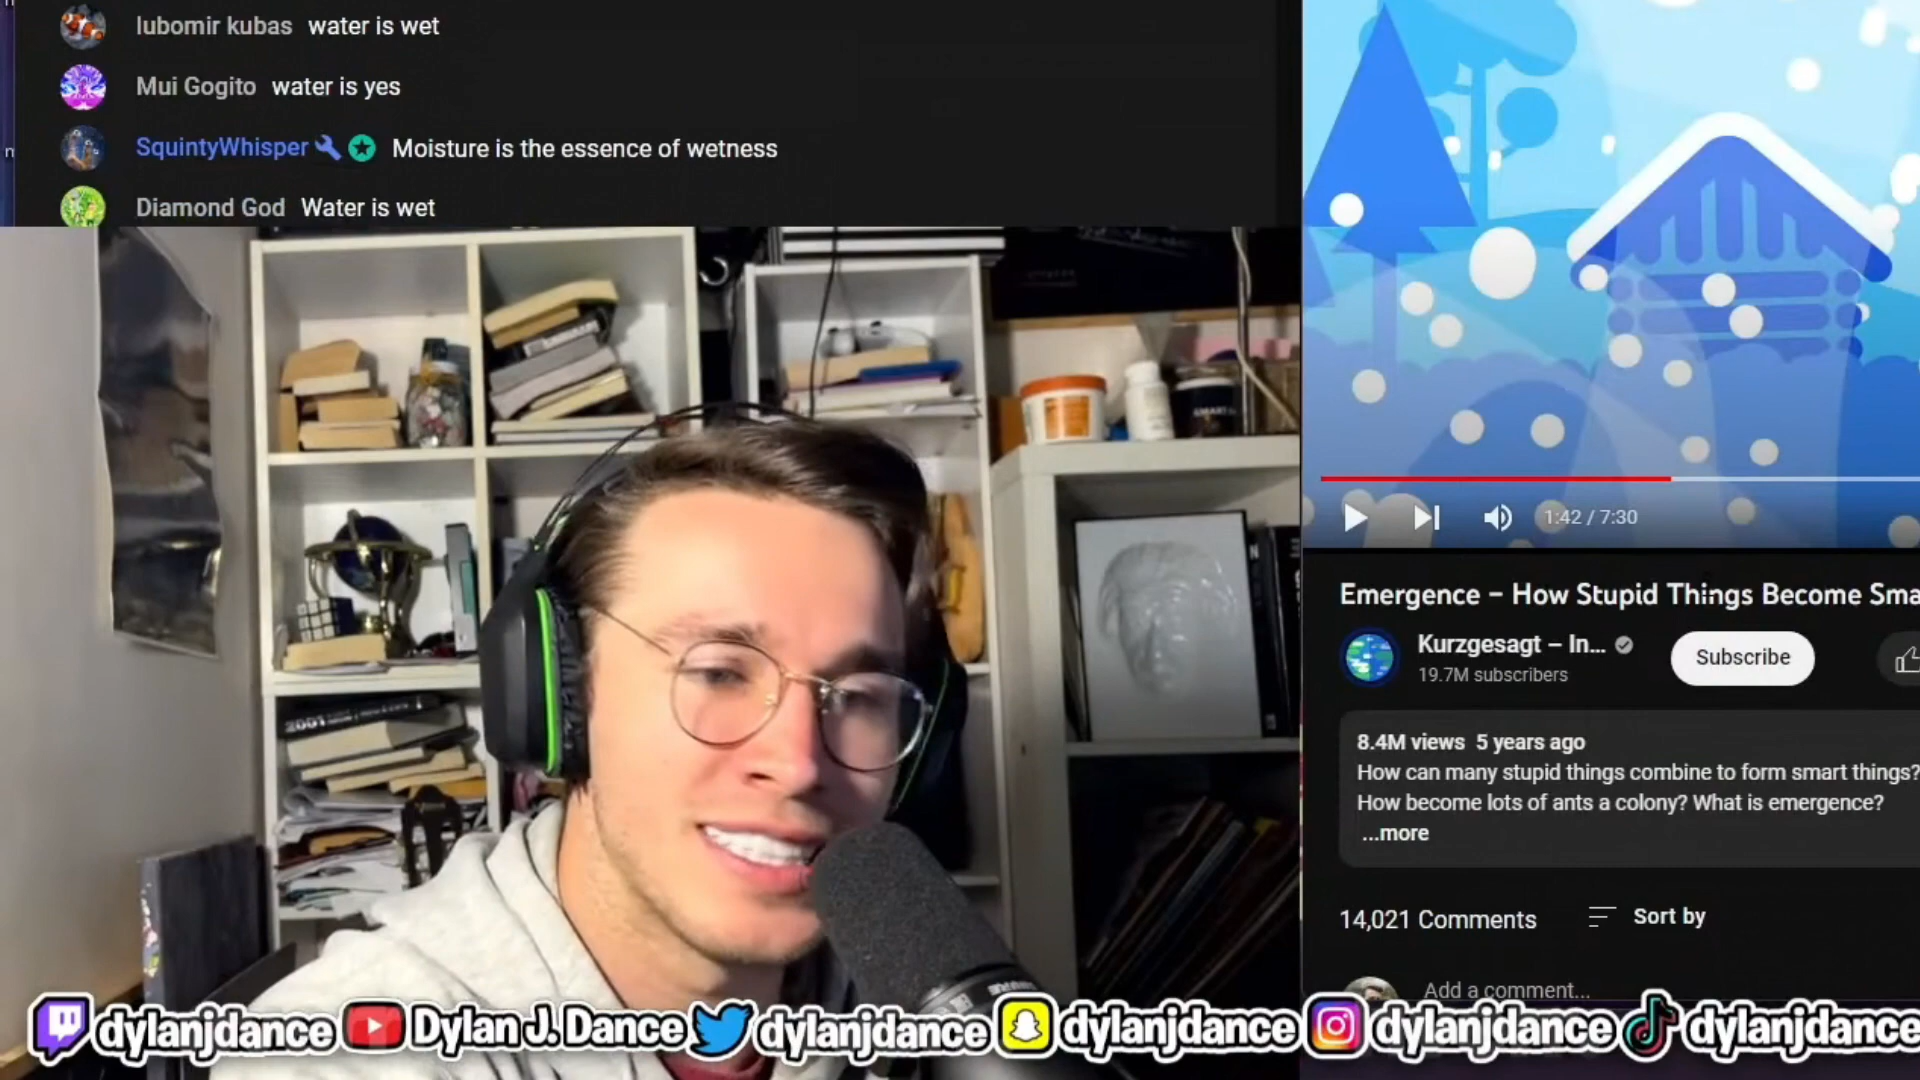 lubomir kubas water is wet
Mui Gogito water is yes
SquintyWhisper Moisture is the essence of wetness
Diamond God Water is wet
2001
SMART
1:42 / 7:30
Emergence – How Stupid Things Become Sma
Kurzgesagt – In...
19.7M subscribers
Subscribe
8.4M views 5 years ago
How can many stupid things combine to form smart things?
How become lots of ants a colony? What is emergence?
...more
14,021 Comments
Sort by
Add a comment...
dylanjdance Dylan J. Dance dylanjdance dylanjdance dylanjdance dylanjdance